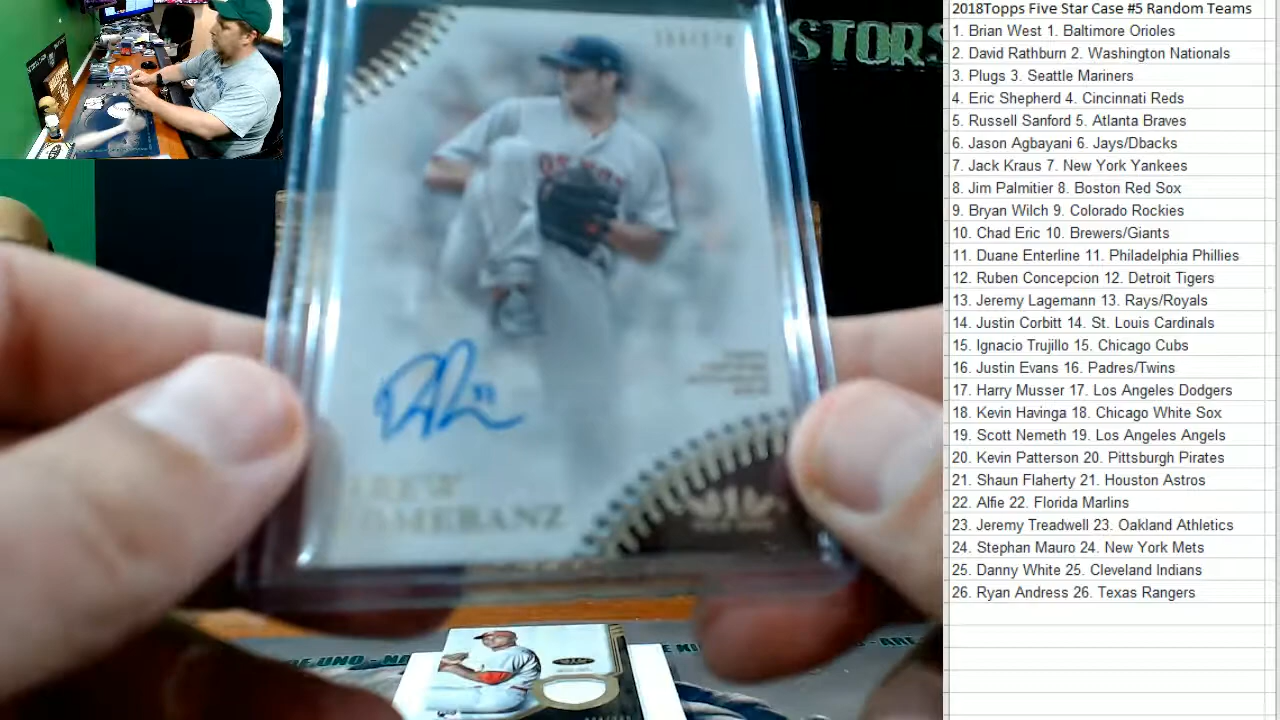 STORS
OSTON
DREW
POMERANZ
E UNO - NE
E KI
- ARE
2018Topps Five Star Case #5 Random Teams
1. Brian West 1. Baltimore Orioles
2. David Rathburn 2. Washington Nationals
3. Plugs 3. Seattle Mariners
4. Eric Shepherd 4. Cincinnati Reds
5. Russell Sanford 5. Atlanta Braves
6. Jason Agbayani 6. Jays/Dbacks
7. Jack Kraus 7. New York Yankees
8. Jim Palmitier 8. Boston Red Sox
9. Bryan Wilch 9. Colorado Rockies
10. Chad Eric 10. Brewers/Giants
11. Duane Enterline 11. Philadelphia Phillies
12. Ruben Concepcion 12. Detroit Tigers
13. Jeremy Lagemann 13. Rays/Royals
14. Justin Corbitt 14. St. Louis Cardinals
15. Ignacio Trujillo 15. Chicago Cubs
16. Justin Evans 16. Padres/Twins
17. Harry Musser 17. Los Angeles Dodgers
18. Kevin Havinga 18. Chicago White Sox
19. Scott Nemeth 19. Los Angeles Angels
20. Kevin Patterson 20. Pittsburgh Pirates
21. Shaun Flaherty 21. Houston Astros
22. Alfie 22. Florida Marlins
23. Jeremy Treadwell 23. Oakland Athletics
24. Stephan Mauro 24. New York Mets
25. Danny White 25. Cleveland Indians
26. Ryan Andress 26. Texas Rangers